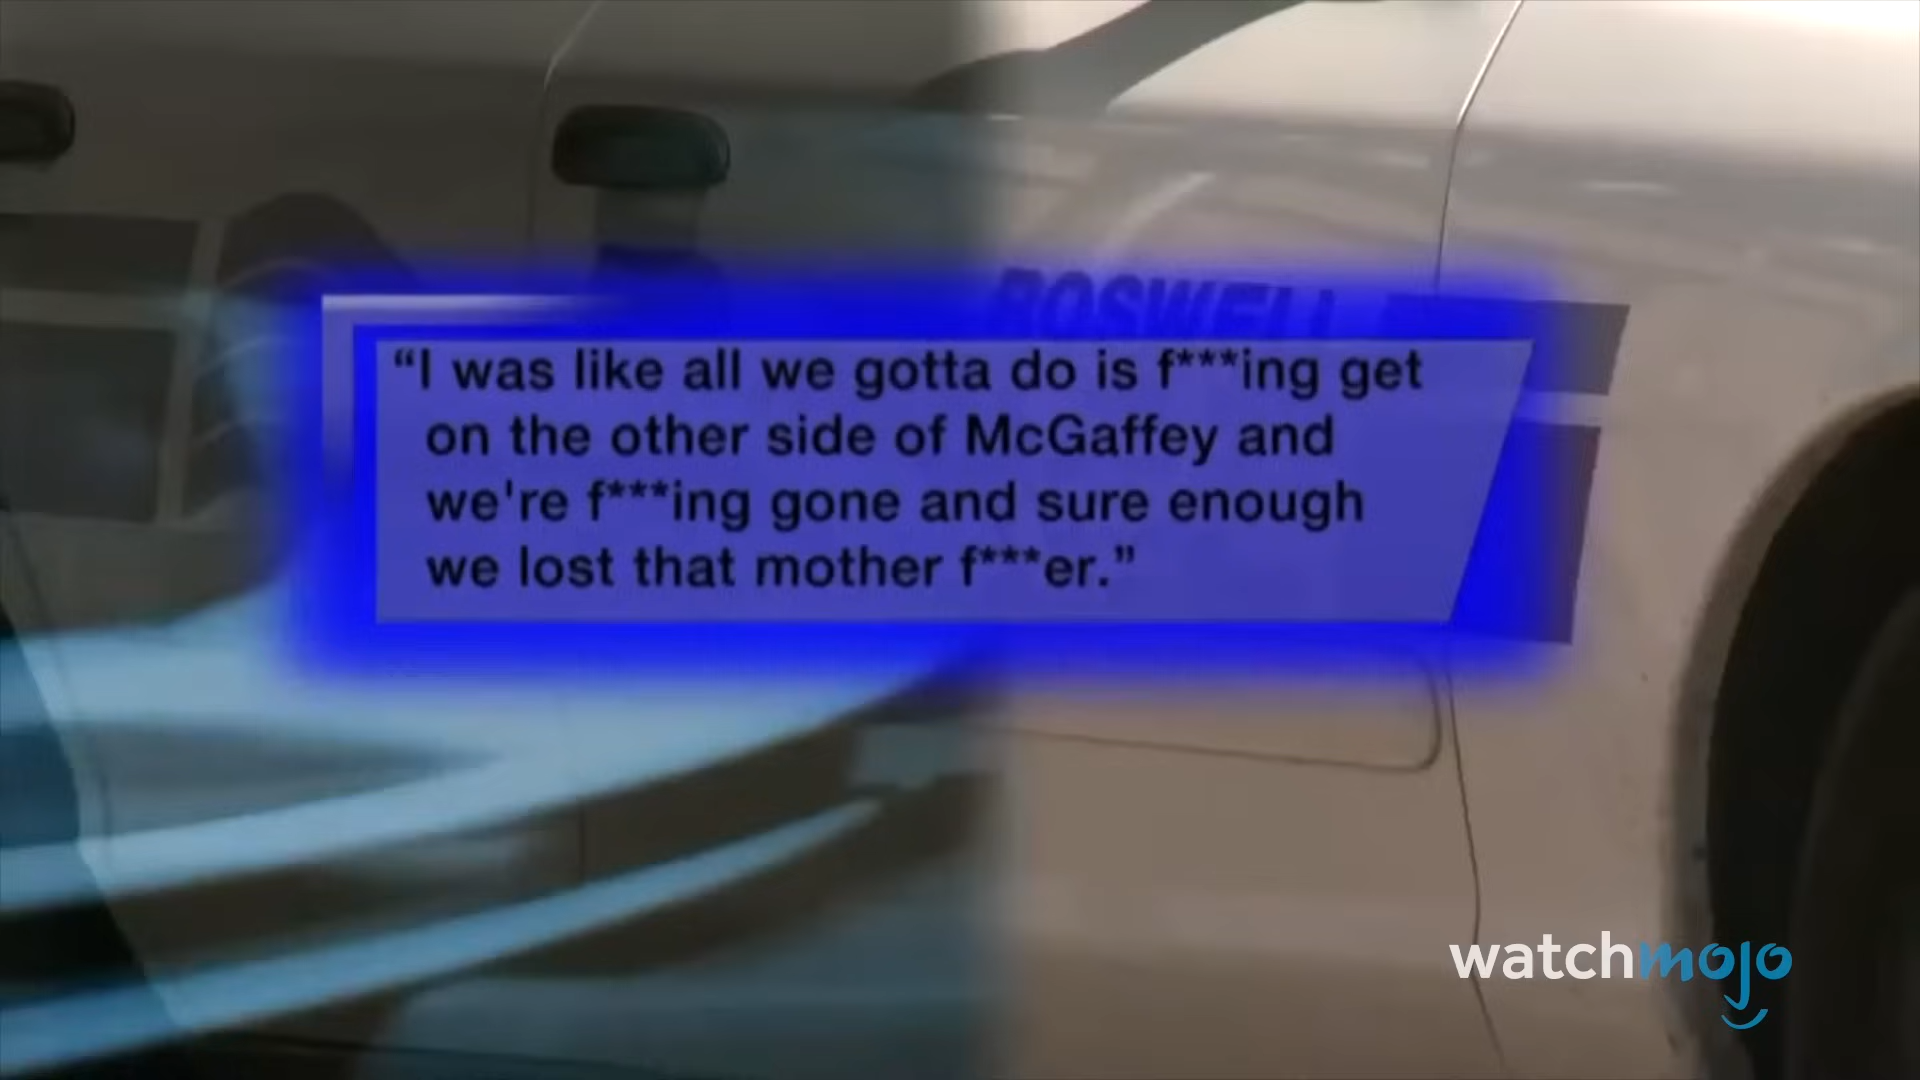 ROSWELL
“I was like all we gotta do is f***ing get
on the other side of McGaffey and
we're f***ing gone and sure enough
we lost that mother f***er.”
watchmojo